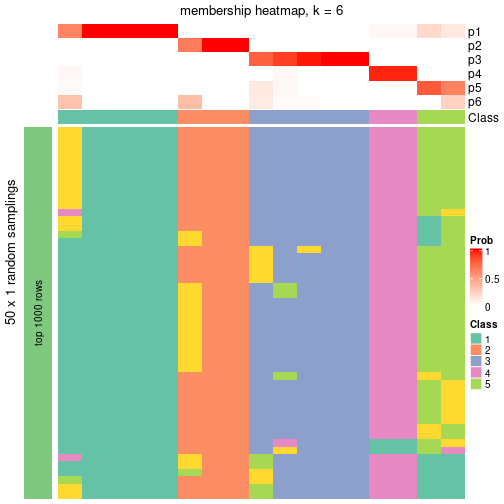 membership heatmap, k = 6
p1
p2
p3
p4
p5
p6
Class
50 x 1 random samplings
top 1000 rows
Prob
1
0.5
0
Class
1
2
3
4
5